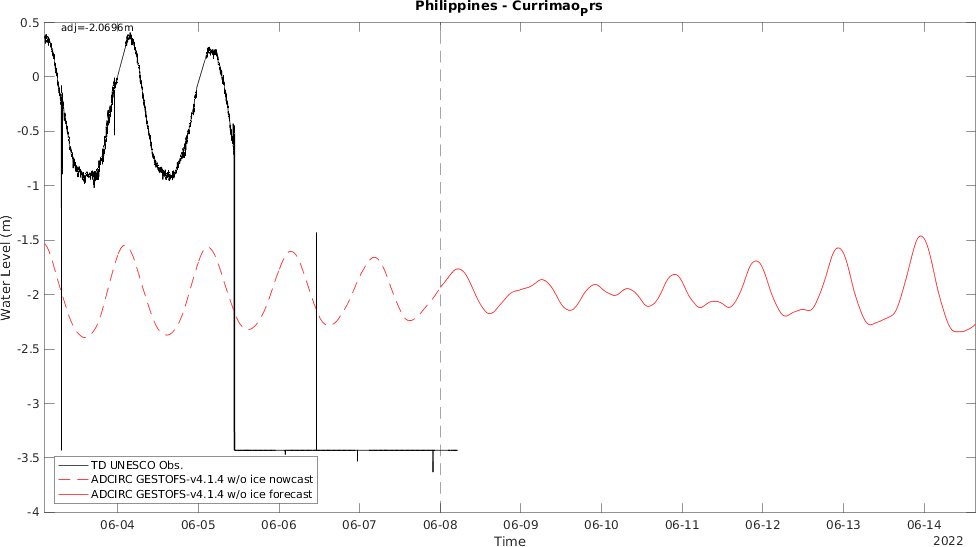 Philippines - Currimao_prs
adj=-2.0696m
0.5
0
-0.5
-1
-1.5
-2
-2.5
-3
-3.5
-4
Water Level (m)
TD UNESCO Obs.
ADCIRC GESTOFS-v4.1.4 w/o ice nowcast
ADCIRC GESTOFS-v4.1.4 w/o ice forecast
06-04 06-05 06-06 06-07 06-08 06-09 06-10 06-11 06-12 06-13 06-14
Time
2022